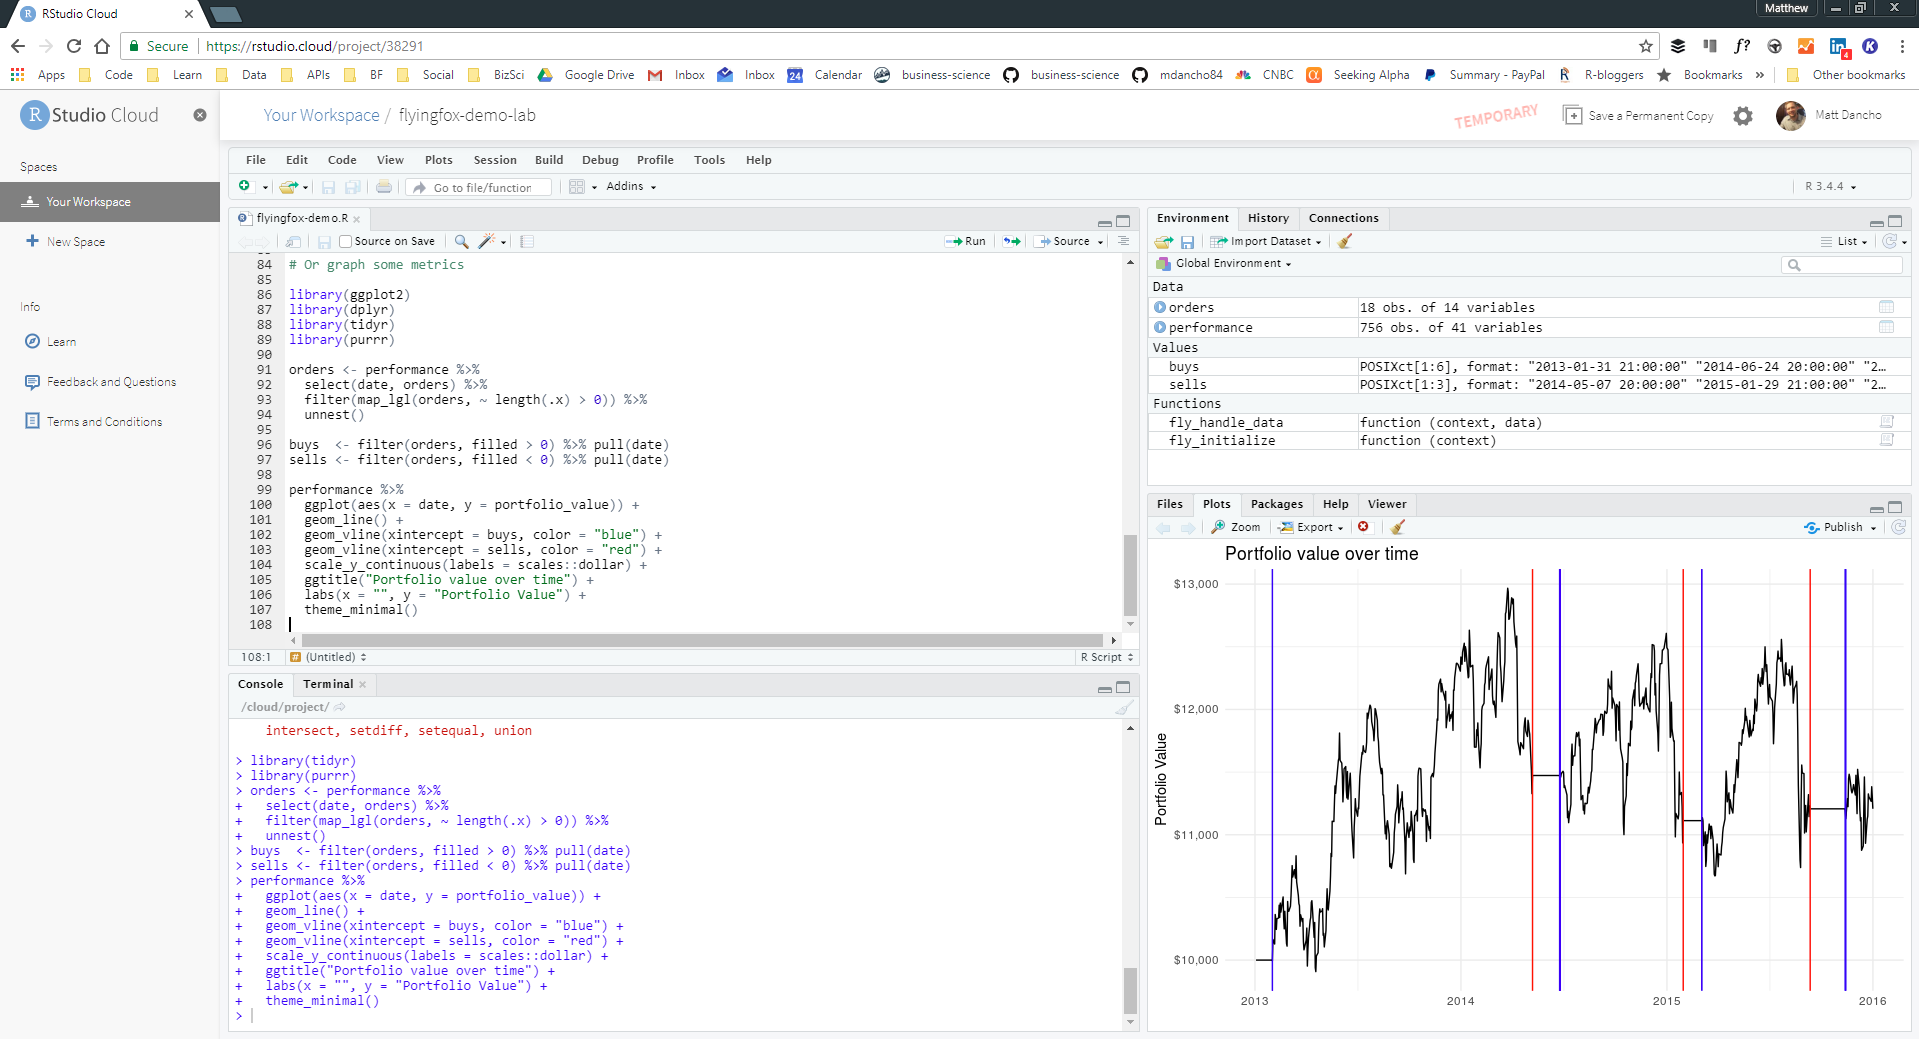 RStudio Cloud
Matthew
Secure https://rstudio.cloud/project/38291
f?
4
Apps Code Learn Data APIs BF Social BizSci Google Drive Inbox Inbox 24 Calendar business-science business-science mdancho84 CNBC Seeking Alpha Summary - PayPal R-bloggers Bookmarks » Other bookmarks
R Studio Cloud
Your Workspace / flyingfox-demo-lab
TEMPORARY
Save a Permanent Copy
Matt Dancho
Spaces
Your Workspace
New Space
Info
Learn
Feedback and Questions
Terms and Conditions
File Edit Code View Plots Session Build Debug Profile Tools Help
Go to file/function
Addins
R 3.4.4
flyingfox-demo.R
Source on Save
Run
Source
84 # Or graph some metrics
85
86 library(ggplot2)
87 library(dplyr)
88 library(tidyr)
89 library(purrr)
90
91 orders <- performance %>%
92 select(date, orders) %>%
93 filter(map_lgl(orders, ~ length(.x) > 0)) %>%
94 unnest()
95
96 buys <- filter(orders, filled > 0) %>% pull(date)
97 sells <- filter(orders, filled < 0) %>% pull(date)
98
99 performance %>%
100 ggplot(aes(x = date, y = portfolio_value)) +
101 geom_line() +
102 geom_vline(xintercept = buys, color = "blue") +
103 geom_vline(xintercept = sells, color = "red") +
104 scale_y_continuous(labels = scales::dollar) +
105 ggtitle("Portfolio value over time") +
106 labs(x = "", y = "Portfolio Value") +
107 theme_minimal()
108
108:1 # (Untitled) R Script
Console Terminal
/cloud/project/
intersect, setdiff, setequal, union
> library(tidyr)
> library(purrr)
> orders <- performance %>%
+ select(date, orders) %>%
+ filter(map_lgl(orders, ~ length(.x) > 0)) %>%
+ unnest()
> buys <- filter(orders, filled > 0) %>% pull(date)
> sells <- filter(orders, filled < 0) %>% pull(date)
> performance %>%
+ ggplot(aes(x = date, y = portfolio_value)) +
+ geom_line() +
+ geom_vline(xintercept = buys, color = "blue") +
+ geom_vline(xintercept = sells, color = "red") +
+ scale_y_continuous(labels = scales::dollar) +
+ ggtitle("Portfolio value over time") +
+ labs(x = "", y = "Portfolio Value") +
+ theme_minimal()
>
Environment History Connections
Import Dataset
List
Global Environment
Data
orders 18 obs. of 14 variables
performance 756 obs. of 41 variables
Values
buys POSIXct[1:6], format: "2013-01-31 21:00:00" "2014-06-24 20:00:00" "2…
sells POSIXct[1:3], format: "2014-05-07 20:00:00" "2015-01-29 21:00:00" "2…
Functions
fly_handle_data function (context, data)
fly_initialize function (context)
Files Plots Packages Help Viewer
Zoom Export Publish
Portfolio value over time
$13,000
$12,000
$11,000
$10,000
Portfolio Value
2013 2014 2015 2016